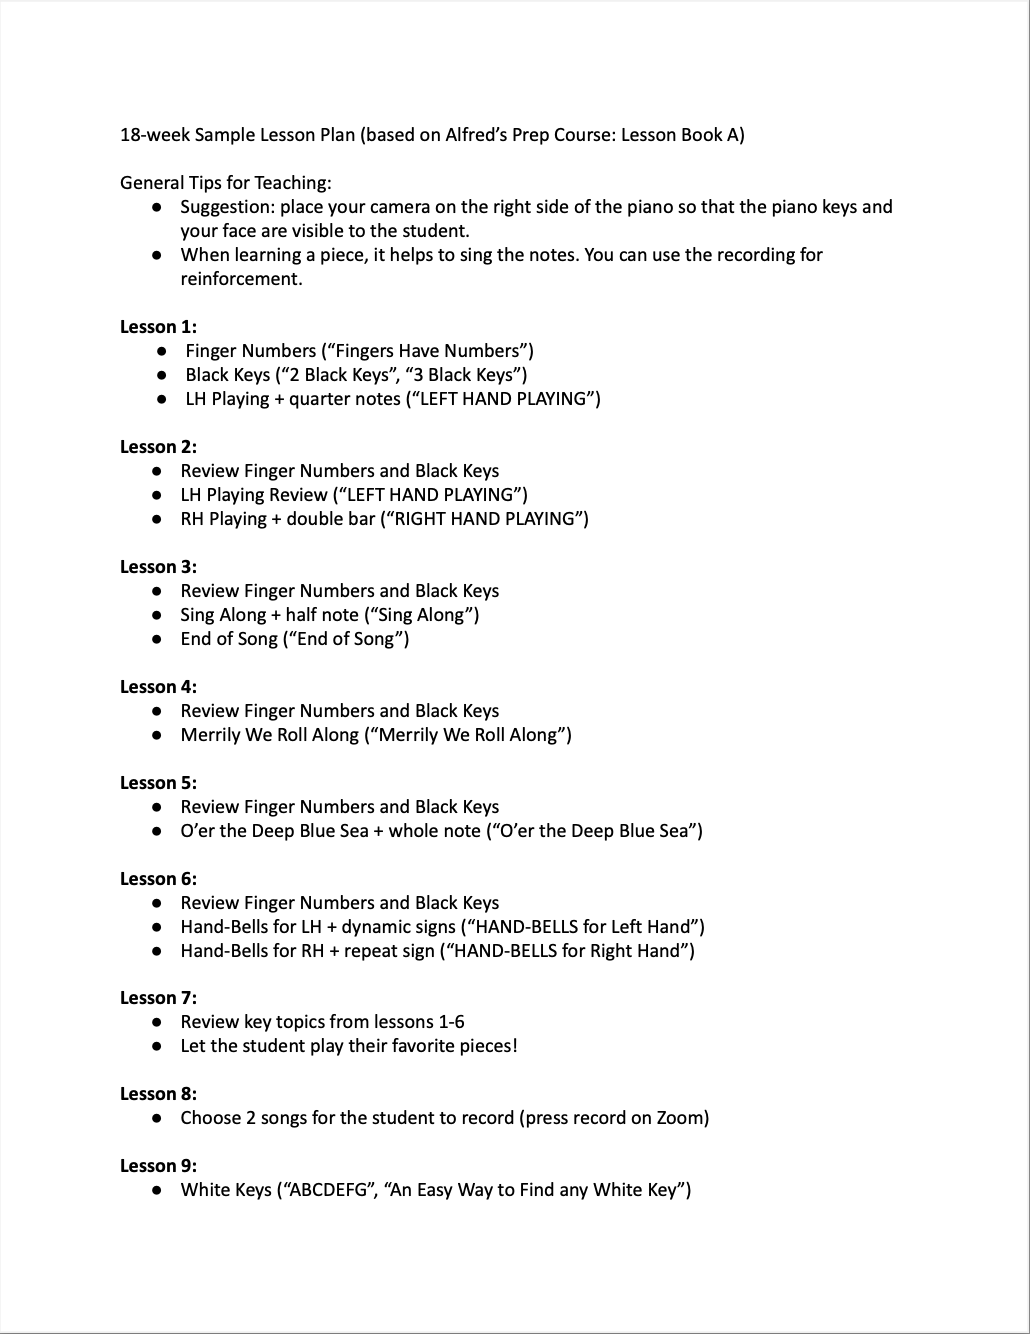 18-week Sample Lesson Plan (based on Alfred’s Prep Course: Lesson Book A)
General Tips for Teaching:
● Suggestion: place your camera on the right side of the piano so that the piano keys and
your face are visible to the student.
● When learning a piece, it helps to sing the notes. You can use the recording for
reinforcement.
Lesson 1:
● Finger Numbers (“Fingers Have Numbers”)
● Black Keys (“2 Black Keys”, “3 Black Keys”)
● LH Playing + quarter notes (“LEFT HAND PLAYING”)
Lesson 2:
● Review Finger Numbers and Black Keys
● LH Playing Review (“LEFT HAND PLAYING”)
● RH Playing + double bar (“RIGHT HAND PLAYING”)
Lesson 3:
● Review Finger Numbers and Black Keys
● Sing Along + half note (“Sing Along”)
● End of Song (“End of Song”)
Lesson 4:
● Review Finger Numbers and Black Keys
● Merrily We Roll Along (“Merrily We Roll Along”)
Lesson 5:
● Review Finger Numbers and Black Keys
● O’er the Deep Blue Sea + whole note (“O’er the Deep Blue Sea”)
Lesson 6:
● Review Finger Numbers and Black Keys
● Hand-Bells for LH + dynamic signs (“HAND-BELLS for Left Hand”)
● Hand-Bells for RH + repeat sign (“HAND-BELLS for Right Hand”)
Lesson 7:
● Review key topics from lessons 1-6
● Let the student play their favorite pieces!
Lesson 8:
● Choose 2 songs for the student to record (press record on Zoom)
Lesson 9:
● White Keys (“ABCDEFG”, “An Easy Way to Find any White Key”)